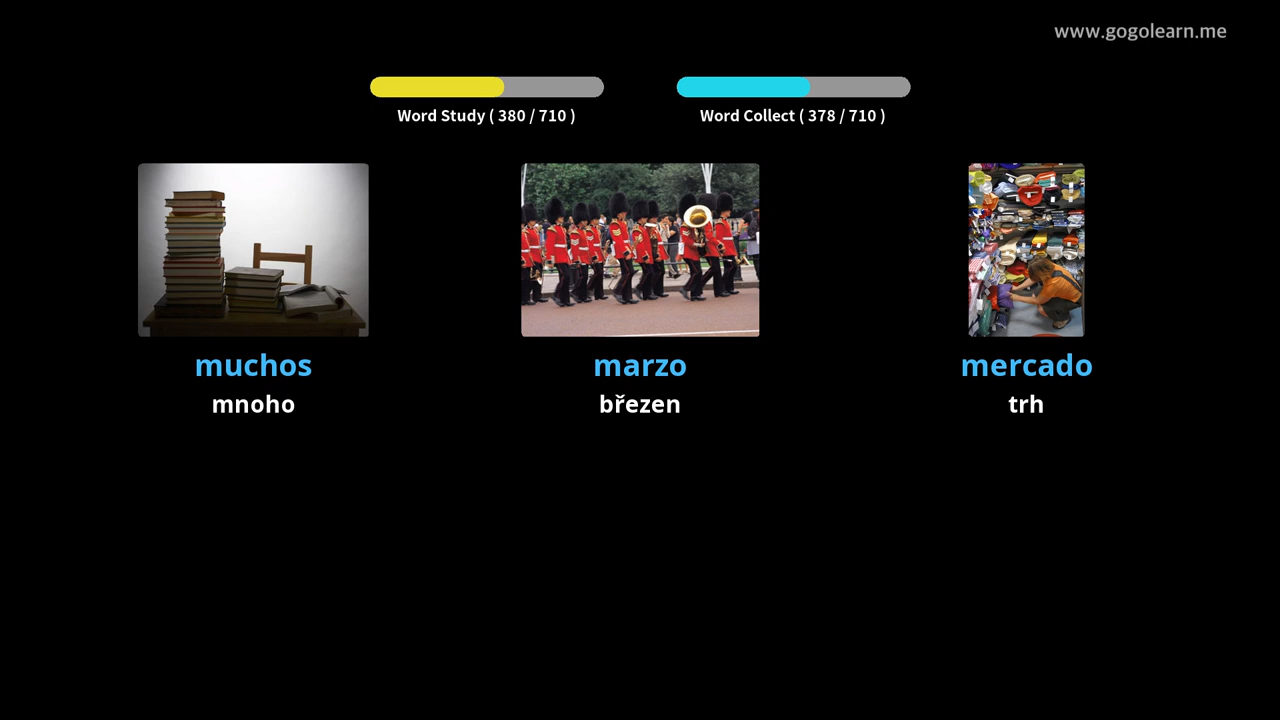 www.gogolearn.me
Word Study ( 380 / 710 )
Word Collect ( 378 / 710 )
muchos
mnoho
marzo
březen
mercado
trh